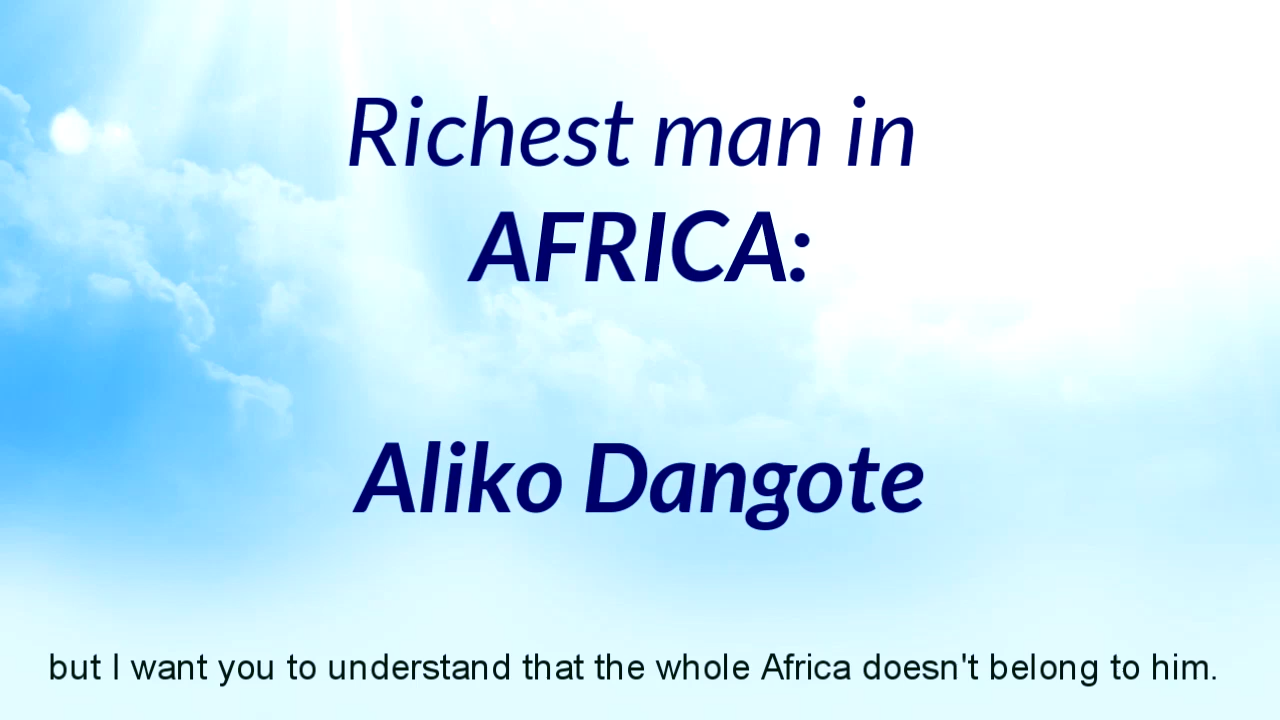 Richest man in
AFRICA:
Aliko Dangote
but I want you to understand that the whole Africa doesn't belong to him.